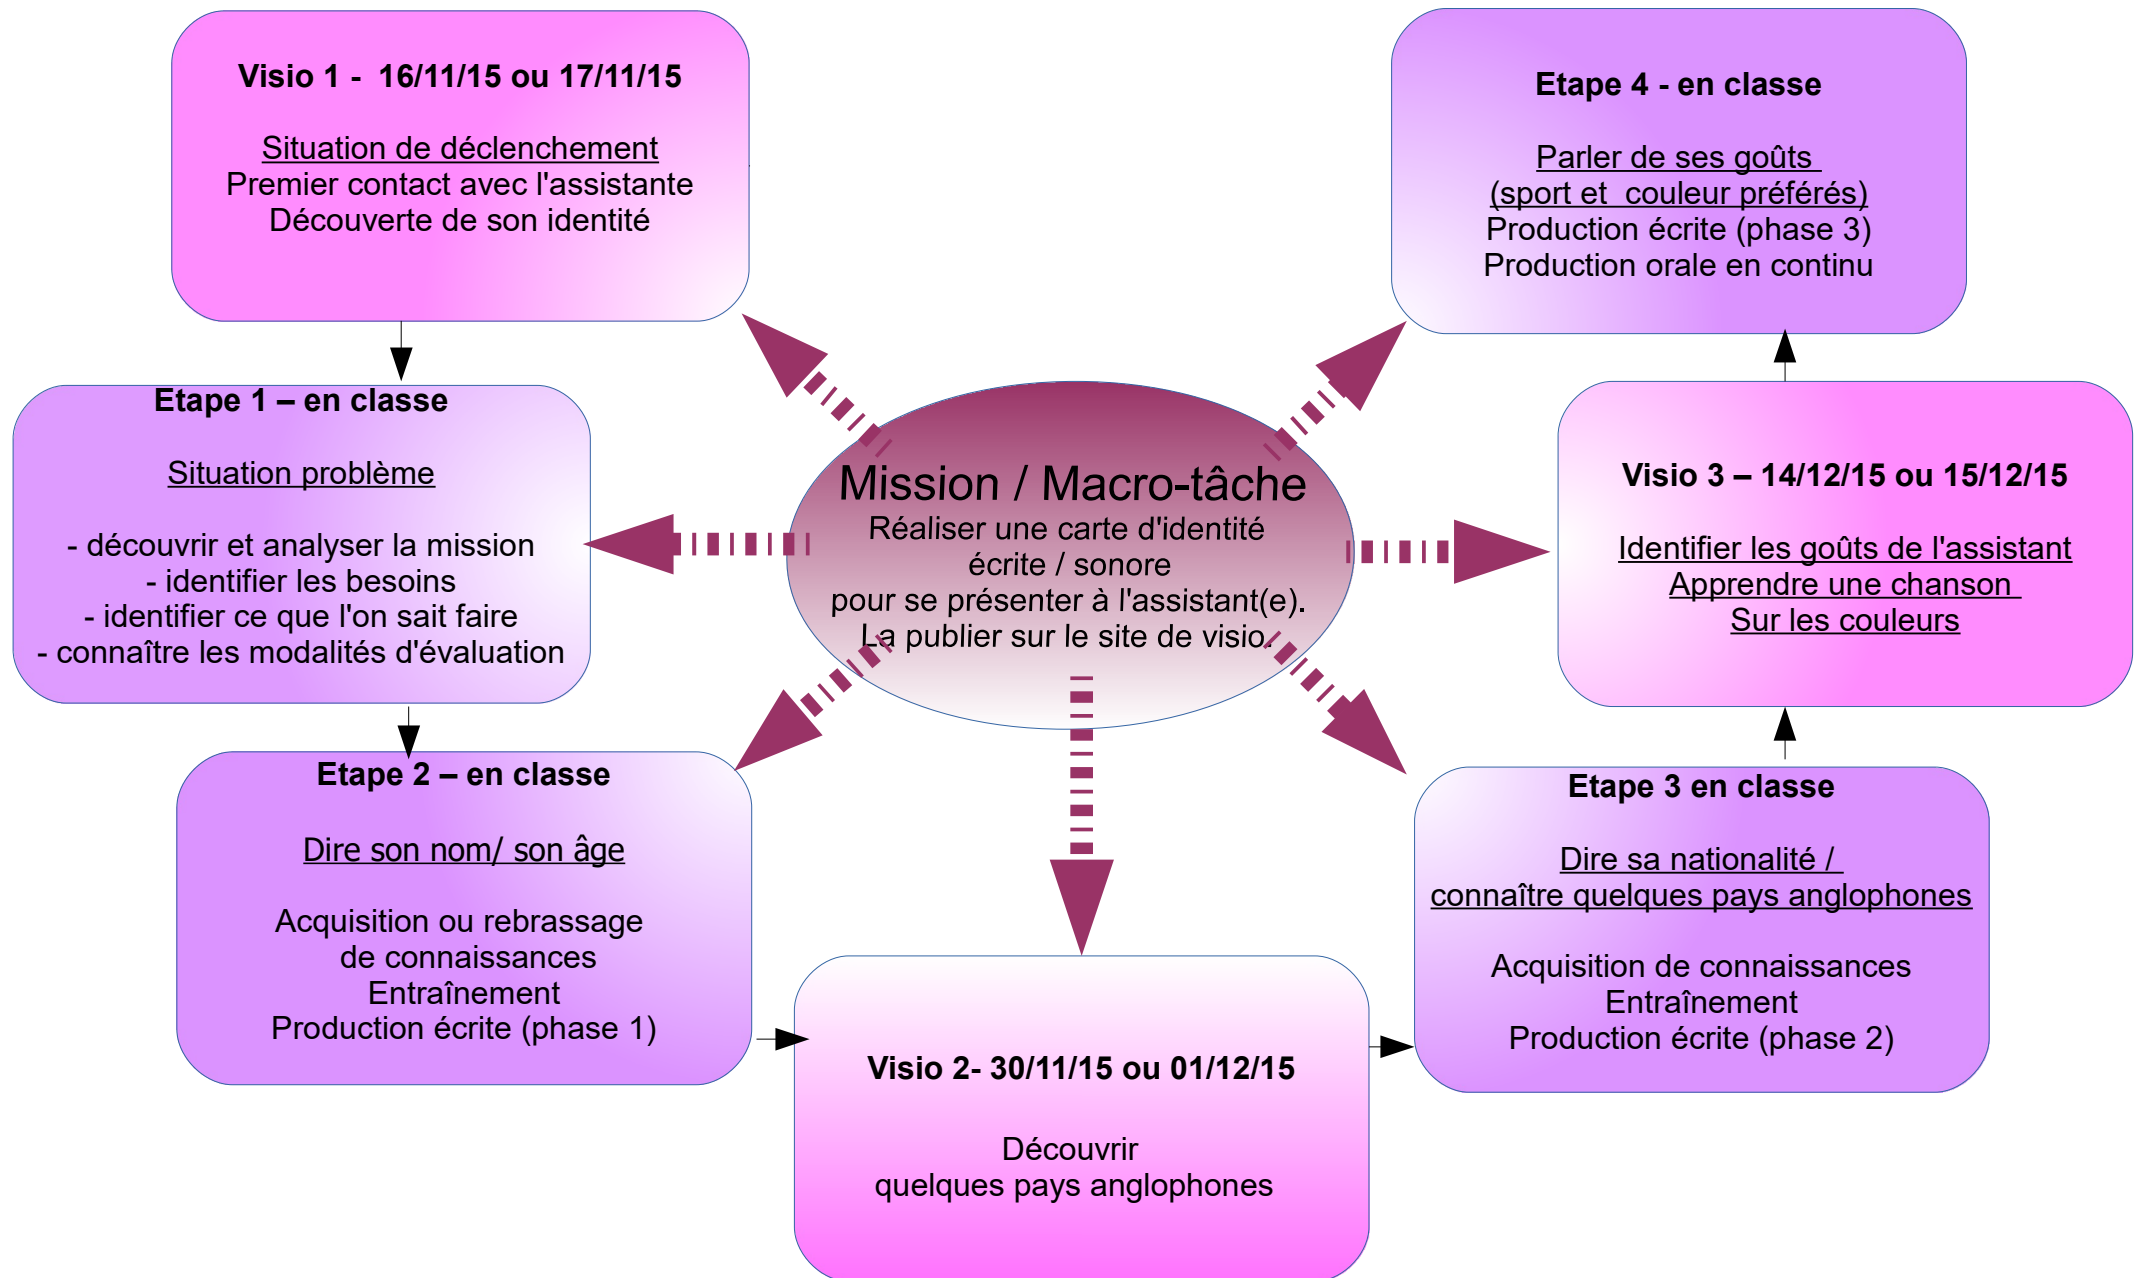 Visio 1 -  16/11/15 ou 17/11/15
Situation de déclenchement
Premier contact avec l'assistante
Découverte de son identité
Etape 1 – en classe
Situation problème
- découvrir et analyser la mission
- identifier les besoins
- identifier ce que l'on sait faire
- connaître les modalités d'évaluation
Etape 2 – en classe
Dire son nom/ son âge
Acquisition ou rebrassage
de connaissances
Entraînement
Production écrite (phase 1)
Mission / Macro-tâche
Réaliser une carte d'identité
écrite / sonore
pour se présenter à l'assistant(e).
La publier sur le site de visio.
Visio 2- 30/11/15 ou 01/12/15
Découvrir
quelques pays anglophones
Etape 3 en classe
Dire sa nationalité /
connaître quelques pays anglophones
Acquisition de connaissances
Entraînement
Production écrite (phase 2)
Visio 3 – 14/12/15 ou 15/12/15
Identifier les goûts de l'assistant
Apprendre une chanson
Sur les couleurs
Etape 4 - en classe
Parler de ses goûts
(sport et  couleur préférés)
Production écrite (phase 3)
Production orale en continu